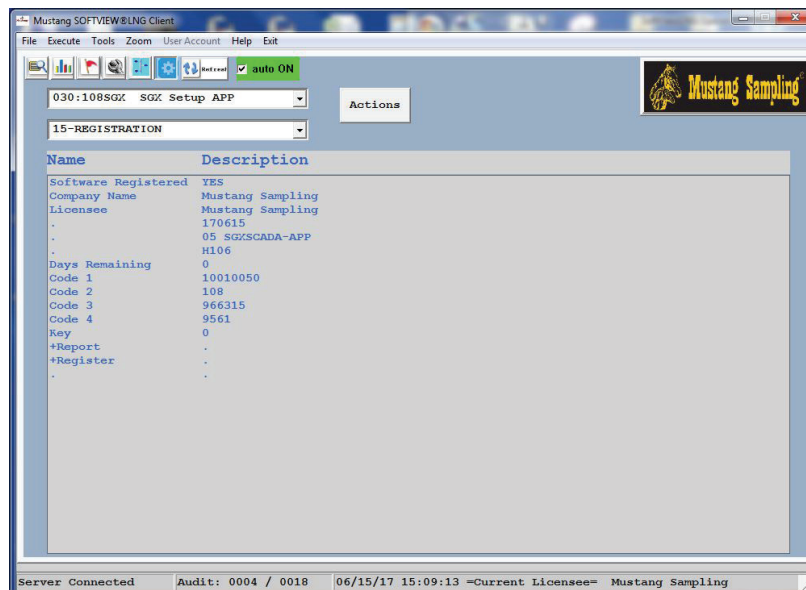 Mustang SOFTVIEW®LNG Client
File Execute Tools Zoom User Account Help Exit
Refresh auto ON
Mustang Sampling
030:108SGX SGX Setup APP
Actions
15-REGISTRATION
Name Description
Software Registered YES
Company Name Mustang Sampling
Licensee Mustang Sampling
. 170615
. 05 SGXSCADA-APP
. H106
Days Remaining 0
Code 1 10010050
Code 2 108
Code 3 966315
Code 4 9561
Key 0
+Report .
+Register .
. .
Server Connected Audit: 0004 / 0018 06/15/17 15:09:13 =Current Licensee= Mustang Sampling